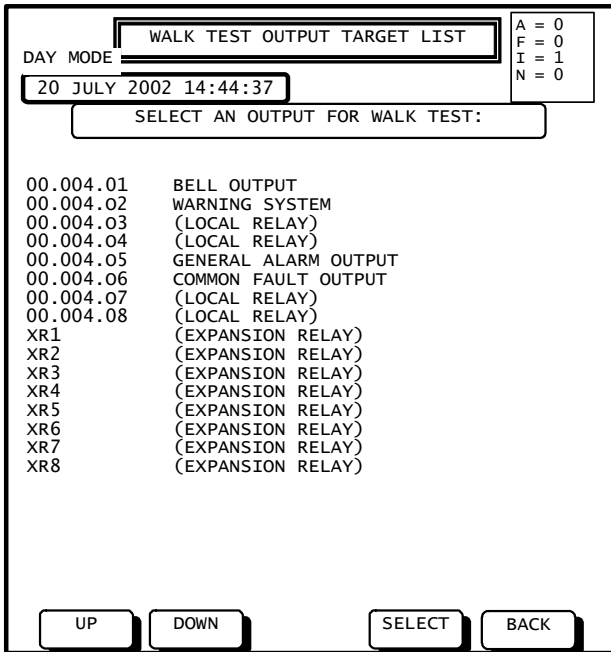 WALK TEST OUTPUT TARGET LIST
A = 0
F = 0
I = 1
N = 0
DAY MODE
20 JULY 2002 14:44:37
SELECT AN OUTPUT FOR WALK TEST:
00.004.01 BELL OUTPUT
00.004.02 WARNING SYSTEM
00.004.03 (LOCAL RELAY)
00.004.04 (LOCAL RELAY)
00.004.05 GENERAL ALARM OUTPUT
00.004.06 COMMON FAULT OUTPUT
00.004.07 (LOCAL RELAY)
00.004.08 (LOCAL RELAY)
XR1 (EXPANSION RELAY)
XR2 (EXPANSION RELAY)
XR3 (EXPANSION RELAY)
XR4 (EXPANSION RELAY)
XR5 (EXPANSION RELAY)
XR6 (EXPANSION RELAY)
XR7 (EXPANSION RELAY)
XR8 (EXPANSION RELAY)
UP DOWN SELECT BACK